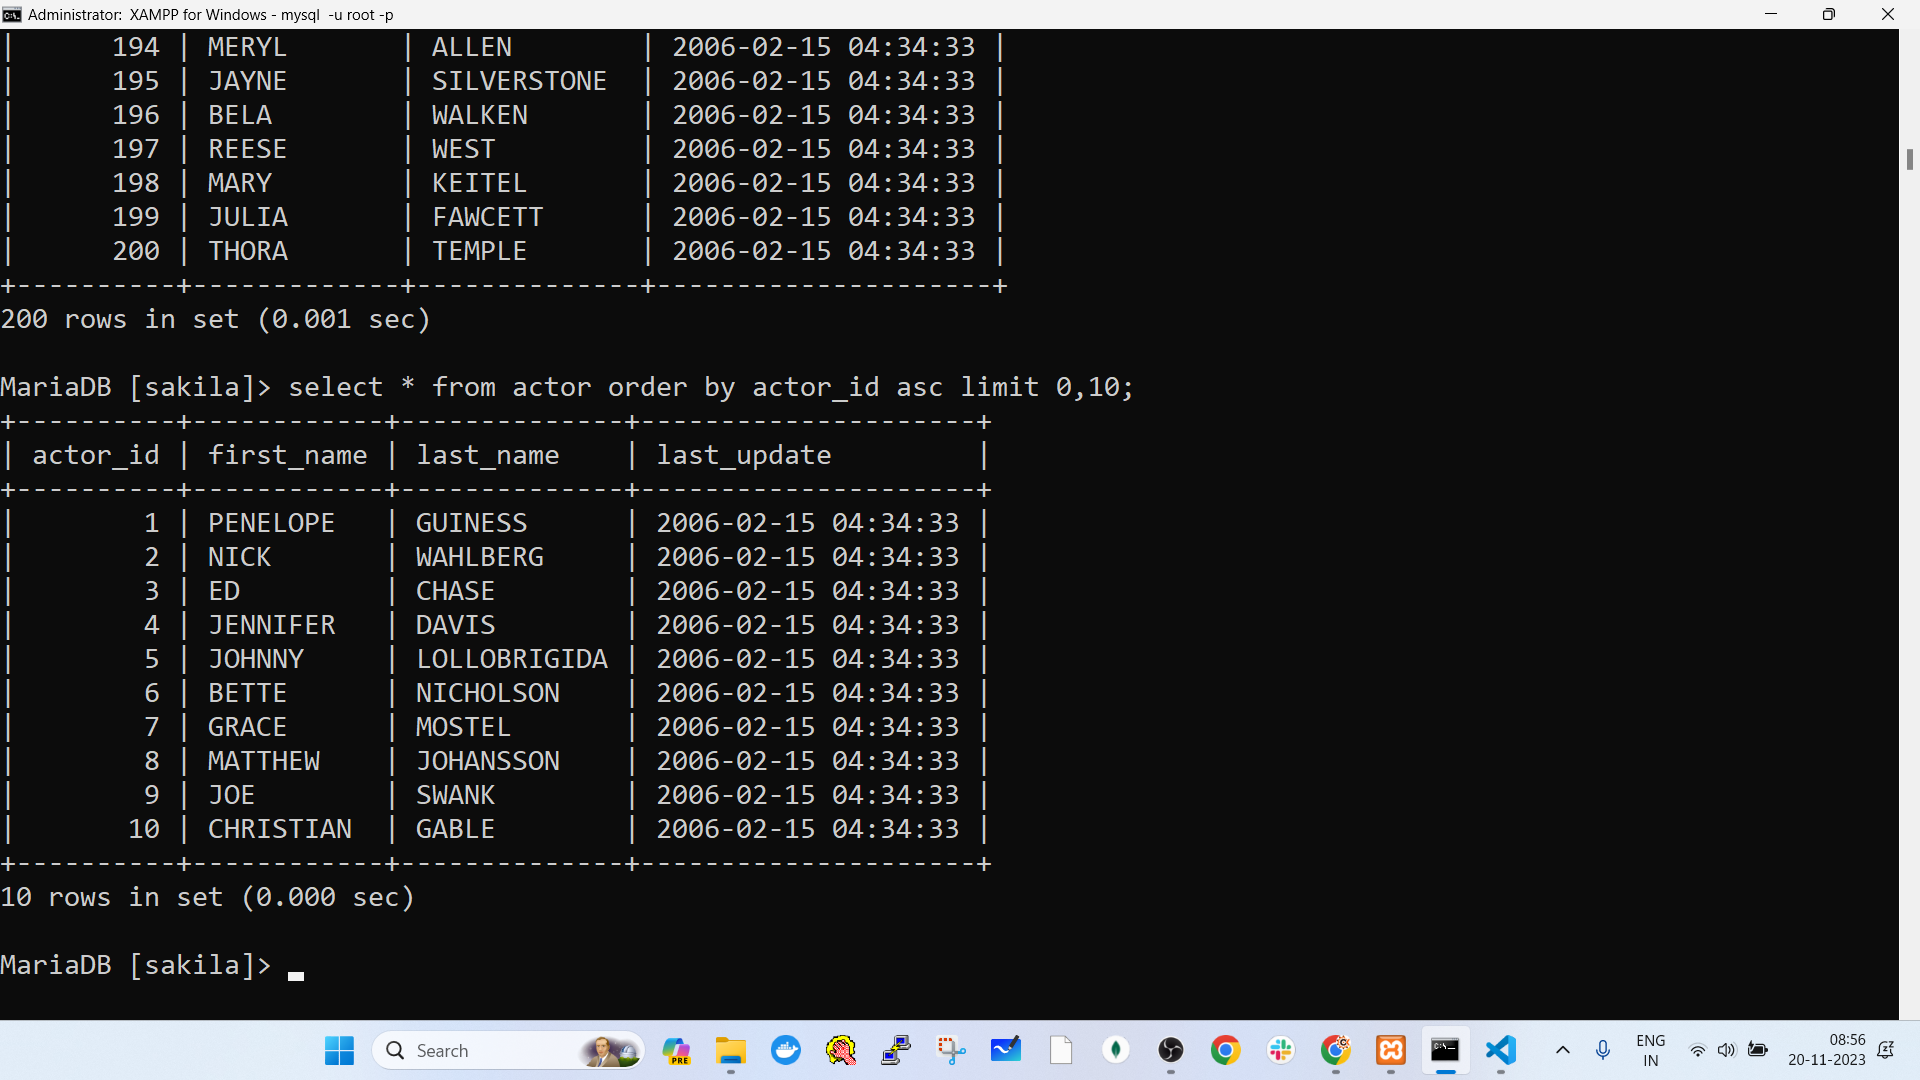 Administrator: XAMPP for Windows - mysql -u root -p
| 194 | MERYL | ALLEN | 2006-02-15 04:34:33 |
| 195 | JAYNE | SILVERSTONE | 2006-02-15 04:34:33 |
| 196 | BELA | WALKEN | 2006-02-15 04:34:33 |
| 197 | REESE | WEST | 2006-02-15 04:34:33 |
| 198 | MARY | KEITEL | 2006-02-15 04:34:33 |
| 199 | JULIA | FAWCETT | 2006-02-15 04:34:33 |
| 200 | THORA | TEMPLE | 2006-02-15 04:34:33 |
+----------+-------------+--------------+---------------------+
200 rows in set (0.001 sec)
MariaDB [sakila]> select * from actor order by actor_id asc limit 0,10;
+----------+------------+--------------+---------------------+
| actor_id | first_name | last_name | last_update |
+----------+------------+--------------+---------------------+
| 1 | PENELOPE | GUINESS | 2006-02-15 04:34:33 |
| 2 | NICK | WAHLBERG | 2006-02-15 04:34:33 |
| 3 | ED | CHASE | 2006-02-15 04:34:33 |
| 4 | JENNIFER | DAVIS | 2006-02-15 04:34:33 |
| 5 | JOHNNY | LOLLOBRIGIDA | 2006-02-15 04:34:33 |
| 6 | BETTE | NICHOLSON | 2006-02-15 04:34:33 |
| 7 | GRACE | MOSTEL | 2006-02-15 04:34:33 |
| 8 | MATTHEW | JOHANSSON | 2006-02-15 04:34:33 |
| 9 | JOE | SWANK | 2006-02-15 04:34:33 |
| 10 | CHRISTIAN | GABLE | 2006-02-15 04:34:33 |
+----------+------------+--------------+---------------------+
10 rows in set (0.000 sec)
MariaDB [sakila]>
Search
PRE
ENG
IN
08:56
20-11-2023